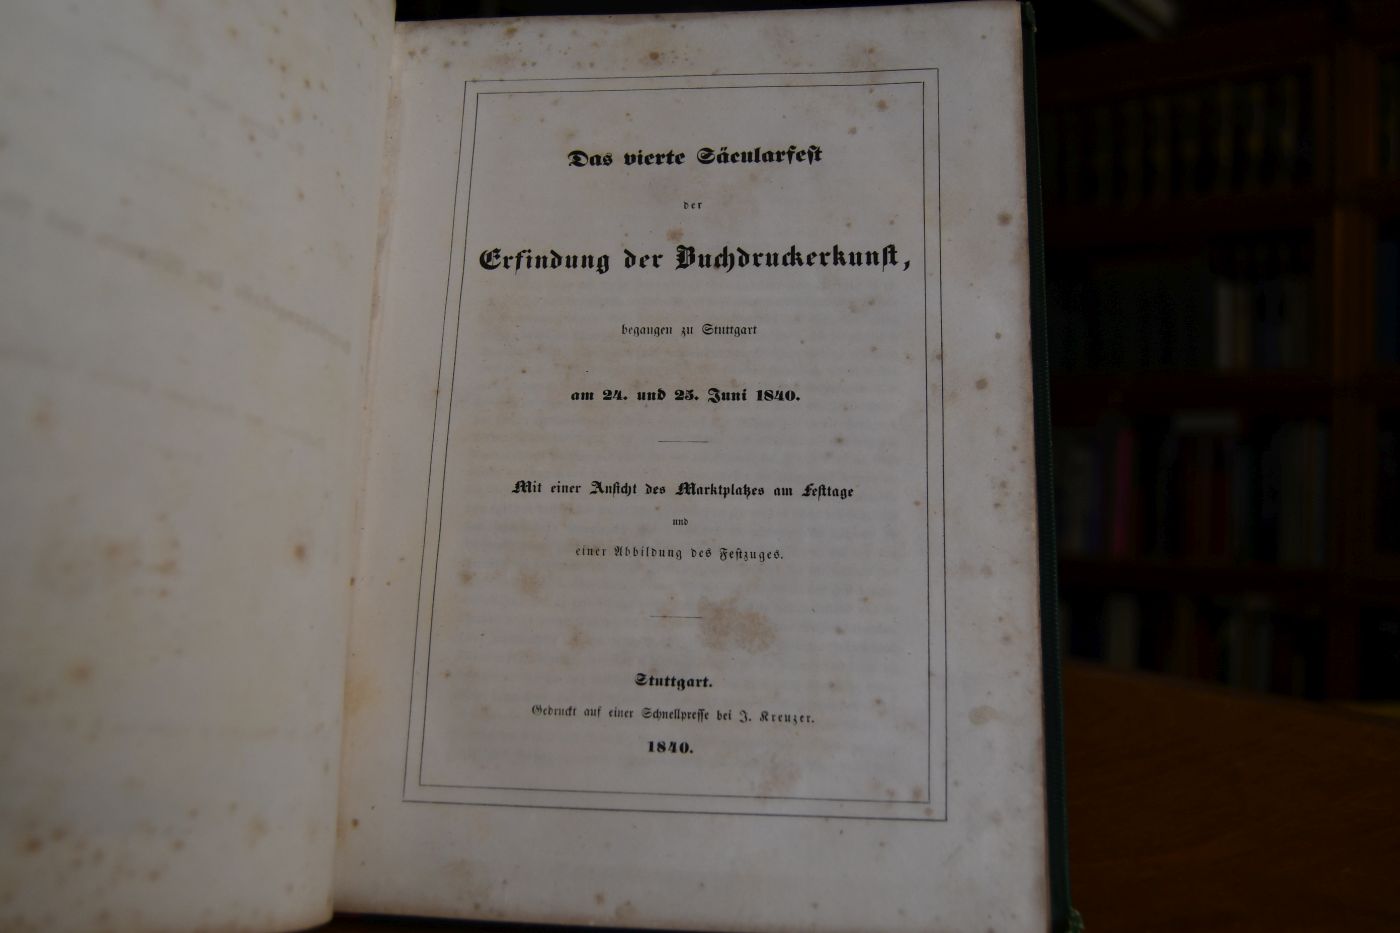 Das vierte Säcularfest
der
Erfindung der Buchdruckerkunst,
begangen zu Stuttgart
am 24. und 25. Juni 1840.
Mit einer Ansicht des Marktplatzes am Festtage
und
einer Abbildung des Festzuges.
Stuttgart.
Gedruckt auf einer Schnellpresse bei J. Kreuzer.
1840.